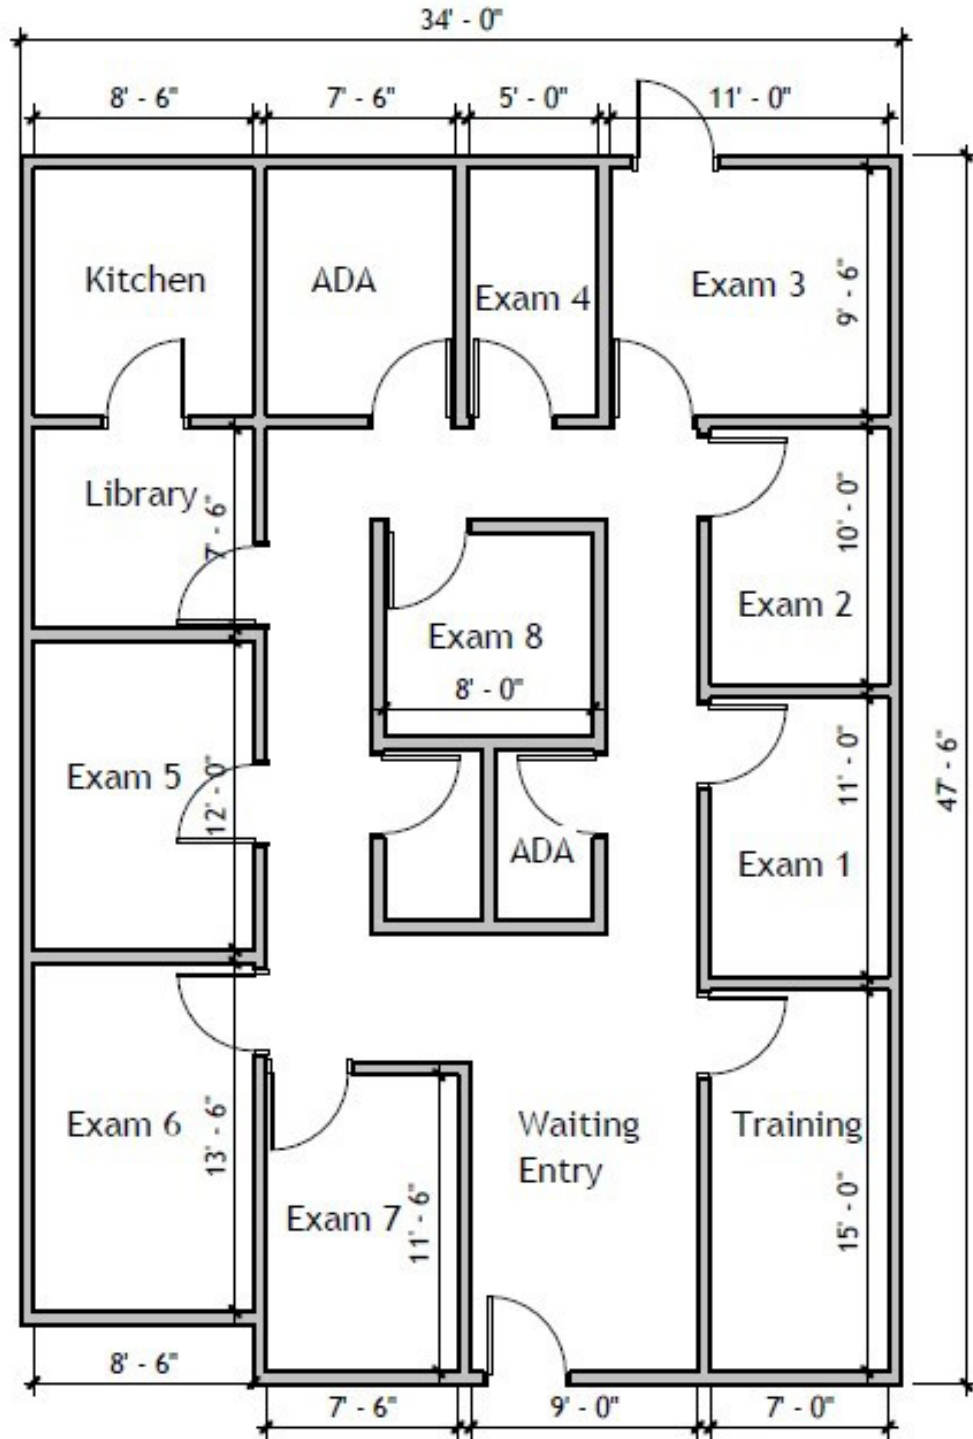 34' - 0"
8' - 6"
7' - 6"
5' - 0"
11' - 0"
Kitchen
ADA
Exam 4
Exam 3
9' - 6"
Library
7' - 6"
10' - 0"
Exam 2
Exam 8
8' - 0"
Exam 5
12' - 0"
11' - 0"
47' - 6"
ADA
Exam 1
Exam 6
13' - 6"
Waiting
Entry
Training
Exam 7
11' - 6"
15' - 0"
8' - 6"
7' - 6"
9' - 0"
7' - 0"